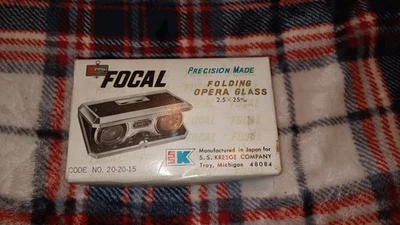 FOCAL
PRECISION MADE
FOLDING
OPERA GLASS
2.5 × 25mm
K
Manufactured in Japan for
S. S. KRESGE COMPANY
Troy, Michigan 48084
CODE NO. 20-20-15